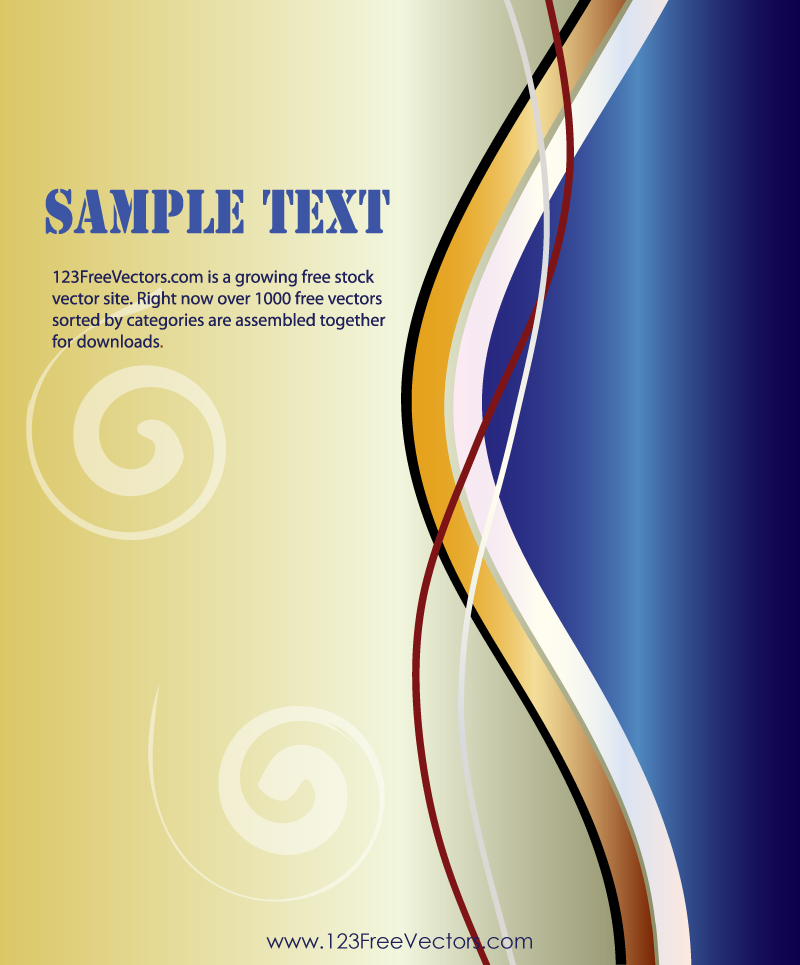 SAMPLE TEXT
123FreeVectors.com is a growing free stock
vector site. Right now over 1000 free vectors
sorted by categories are assembled together
for downloads.
www.123FreeVectors.com